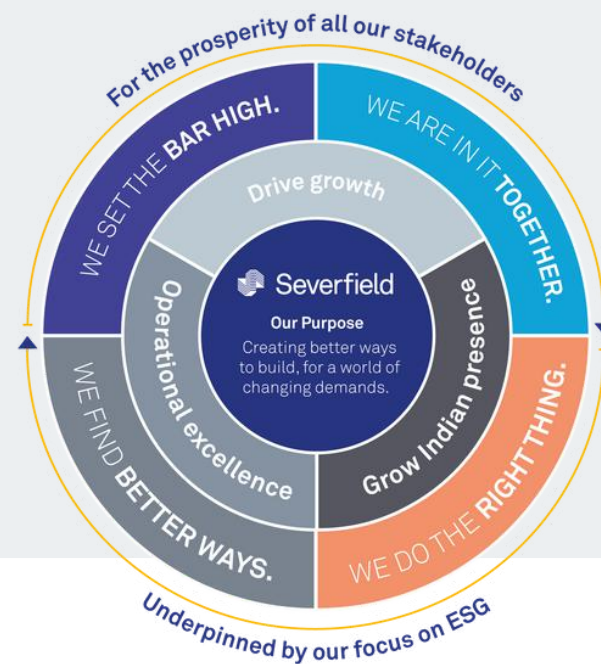 For the prosperity of all our stakeholders
WE SET THE BAR HIGH.
WE ARE IN IT TOGETHER.
Drive growth
Operational excellence
Grow Indian presence
Severfield
Our Purpose
Creating better ways
to build, for a world of
changing demands.
WE FIND BETTER WAYS.
WE DO THE RIGHT THING.
Underpinned by our focus on ESG